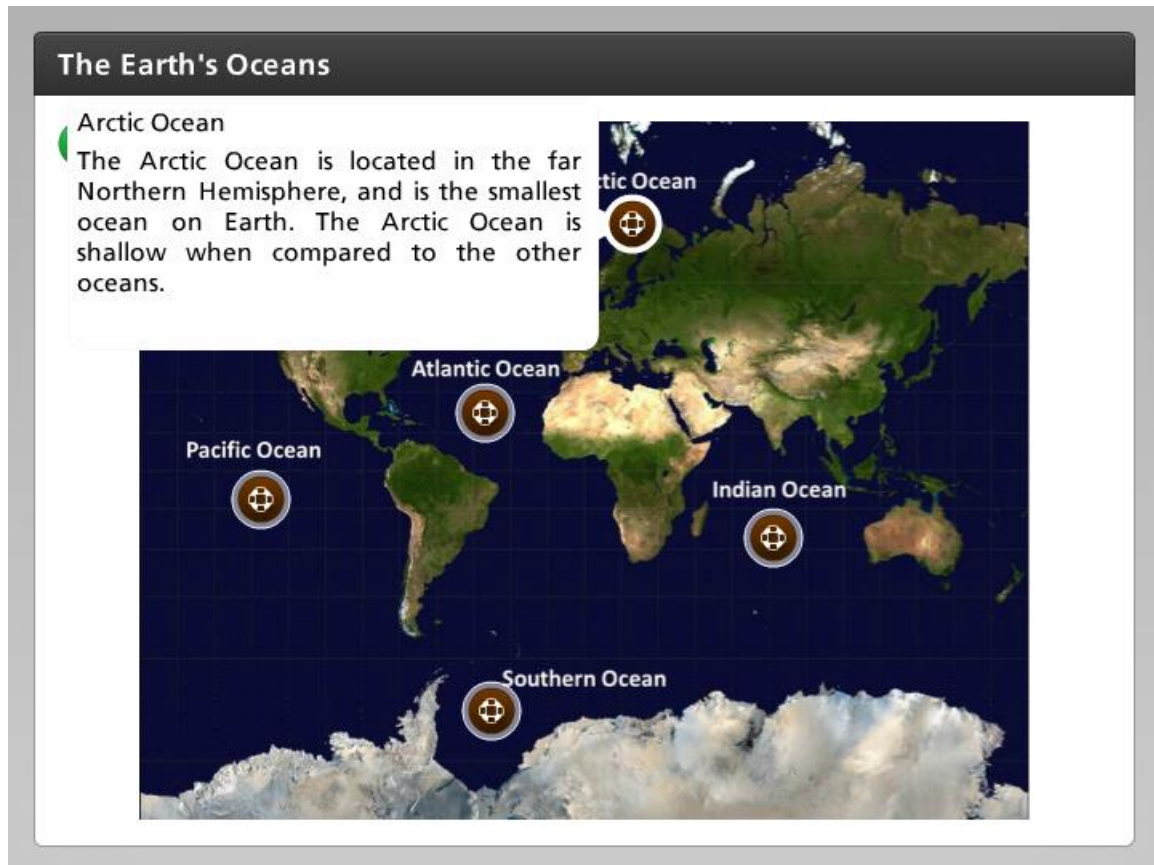 The Earth's Oceans
Arctic Ocean
The Arctic Ocean is located in the far
Northern Hemisphere, and is the smallest
ocean on Earth. The Arctic Ocean is
shallow when compared to the other
oceans.
ctic Ocean
Atlantic Ocean
Pacific Ocean
Indian Ocean
Southern Ocean